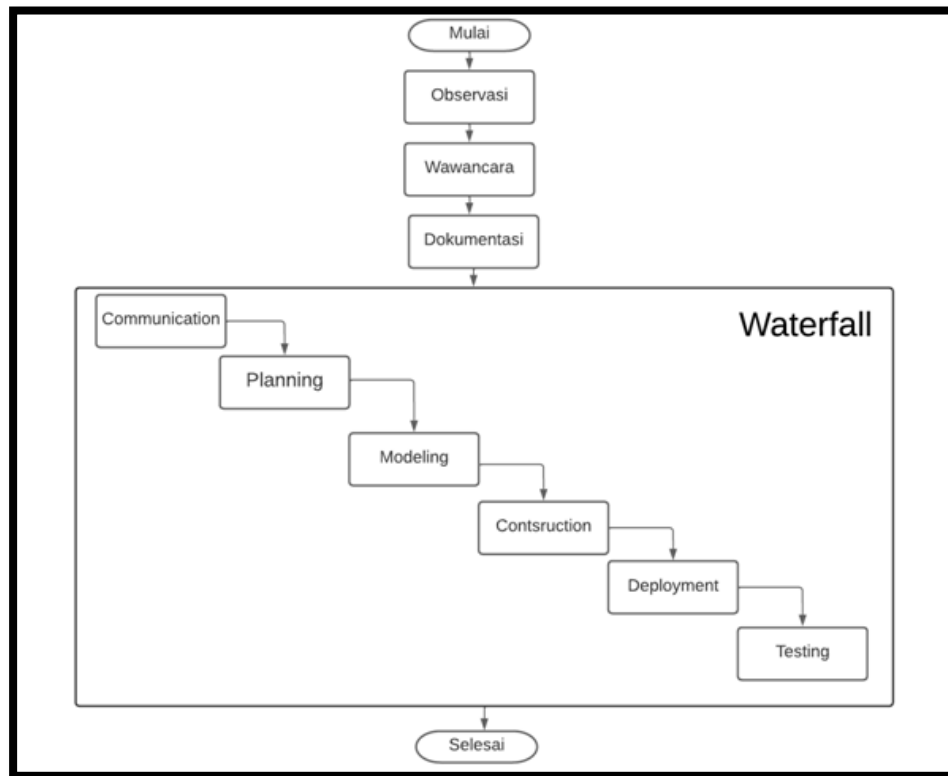 Mulai
Observasi
Wawancara
Dokumentasi
Communication
Waterfall
Planning
Modeling
Contsruction
Deployment
Testing
Selesai